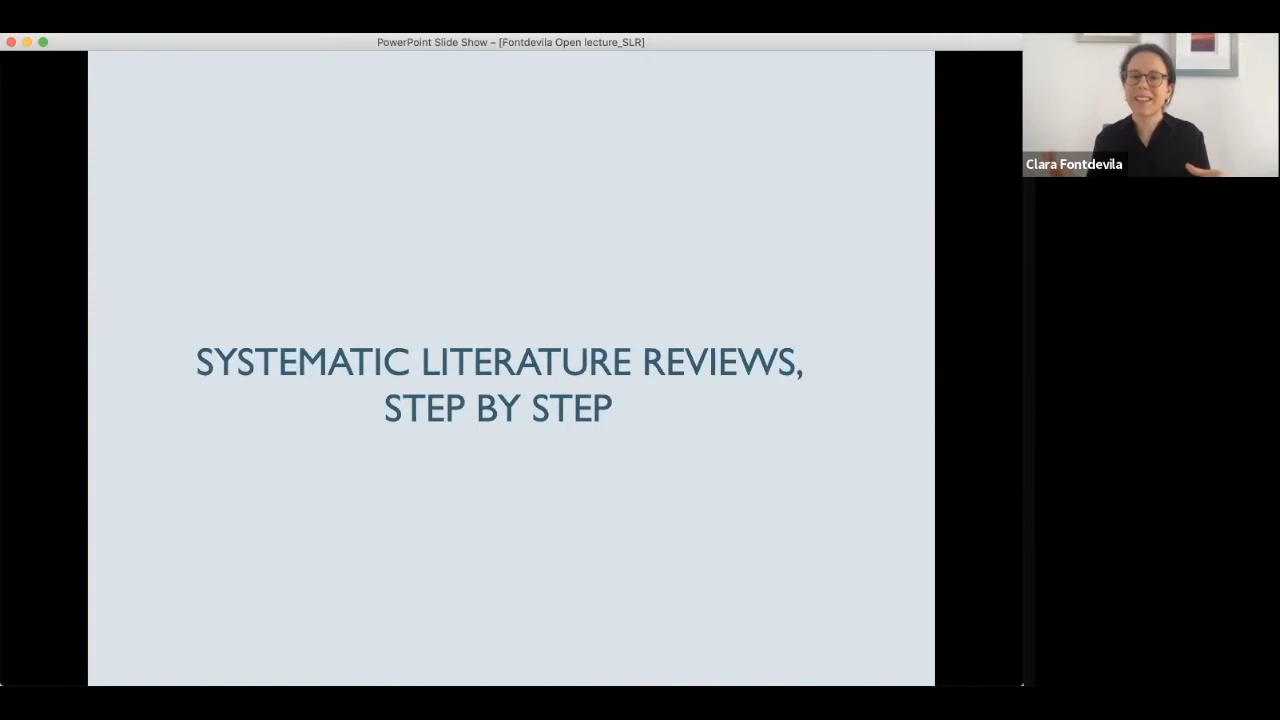 PowerPoint Slide Show – [Fontdevila Open lecture_SLR]
Clara Fontdevila
SYSTEMATIC LITERATURE REVIEWS,
STEP BY STEP